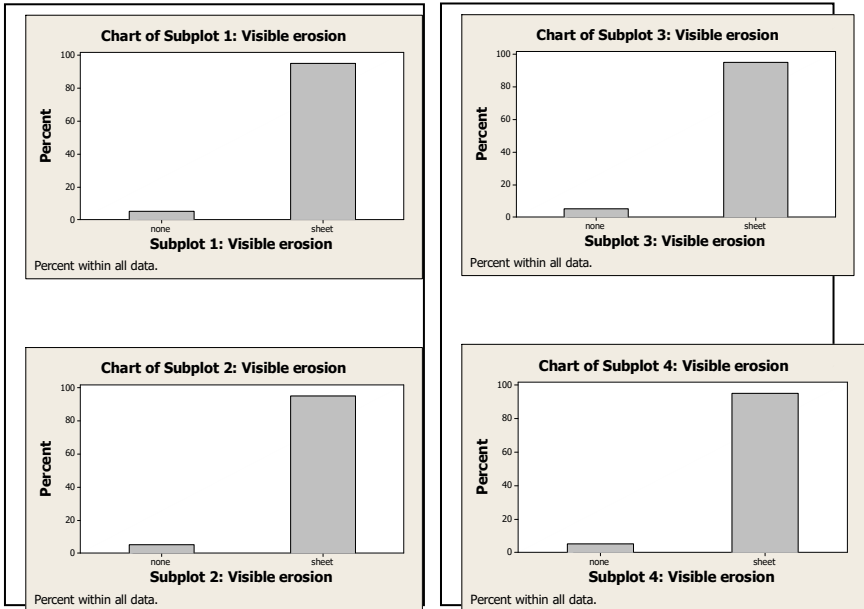 Chart of Subplot 1: Visible erosion
100
80
60
40
20
0
Percent
none sheet
Subplot 1: Visible erosion
Percent within all data.
Chart of Subplot 3: Visible erosion
100
80
60
40
20
0
Percent
none sheet
Subplot 3: Visible erosion
Percent within all data.
Chart of Subplot 2: Visible erosion
100
80
60
40
20
0
Percent
none sheet
Subplot 2: Visible erosion
Percent within all data.
Chart of Subplot 4: Visible erosion
100
80
60
40
20
0
Percent
none sheet
Subplot 4: Visible erosion
Percent within all data.